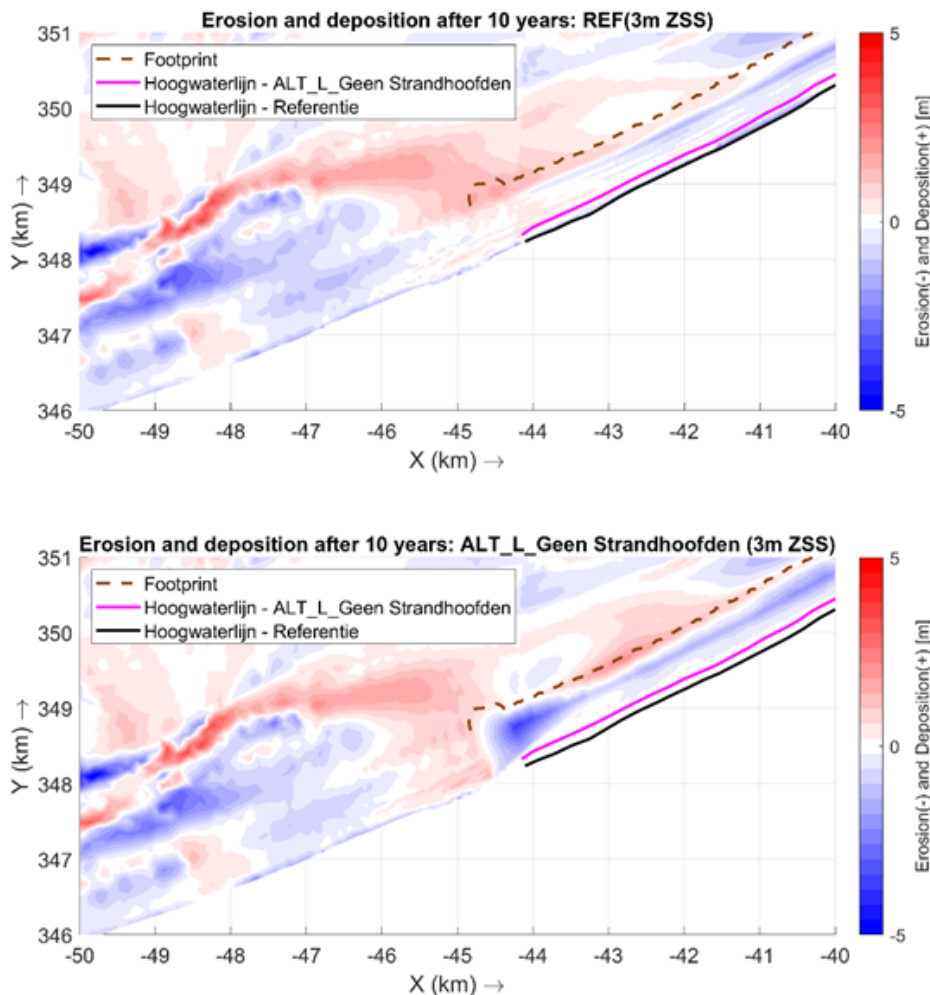 Erosion and deposition after 10 years: REF(3m ZSS)
351
350
349
348
347
346
Y (km) →
Footprint
Hoogwaterlijn - ALT_L_Geen Strandhoofden
Hoogwaterlijn - Referentie
-50 -49 -48 -47 -46 -45 -44 -43 -42 -41 -40
X (km) →
5
0
-5
Erosion(-) and Deposition(+) [m]
Erosion and deposition after 10 years: ALT_L_Geen Strandhoofden (3m ZSS)
351
350
349
348
347
346
Y (km) →
Footprint
Hoogwaterlijn - ALT_L_Geen Strandhoofden
Hoogwaterlijn - Referentie
-50 -49 -48 -47 -46 -45 -44 -43 -42 -41 -40
X (km) →
5
0
-5
Erosion(-) and Deposition(+) [m]